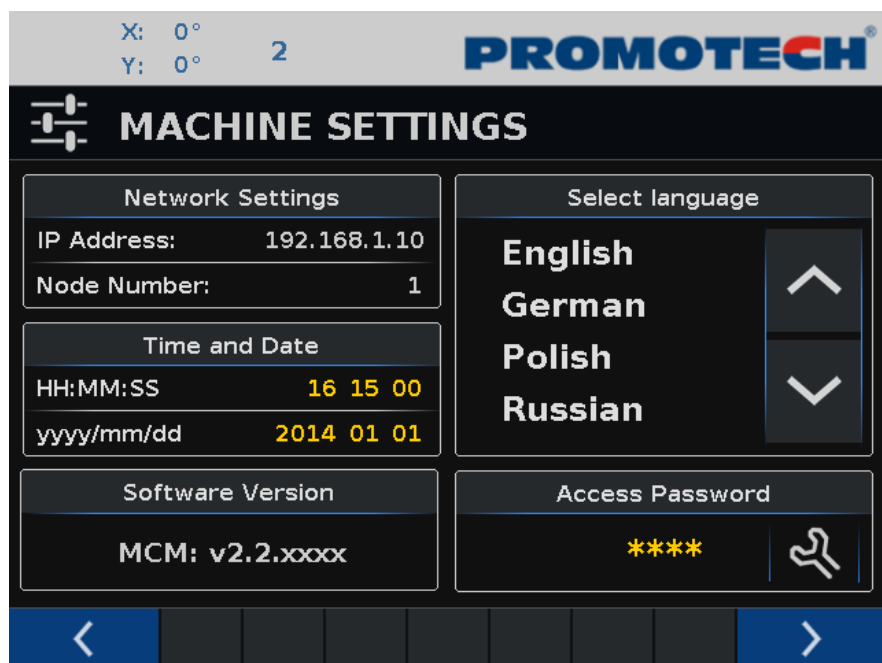 X: 0°
Y: 0°
2
PROMOTECH®
MACHINE SETTINGS
Network Settings
IP Address: 192.168.1.10
Node Number: 1
Time and Date
HH:MM:SS 16 15 00
yyyy/mm/dd 2014 01 01
Software Version
MCM: v2.2.xxxx
Select language
English
German
Polish
Russian
Access Password
****